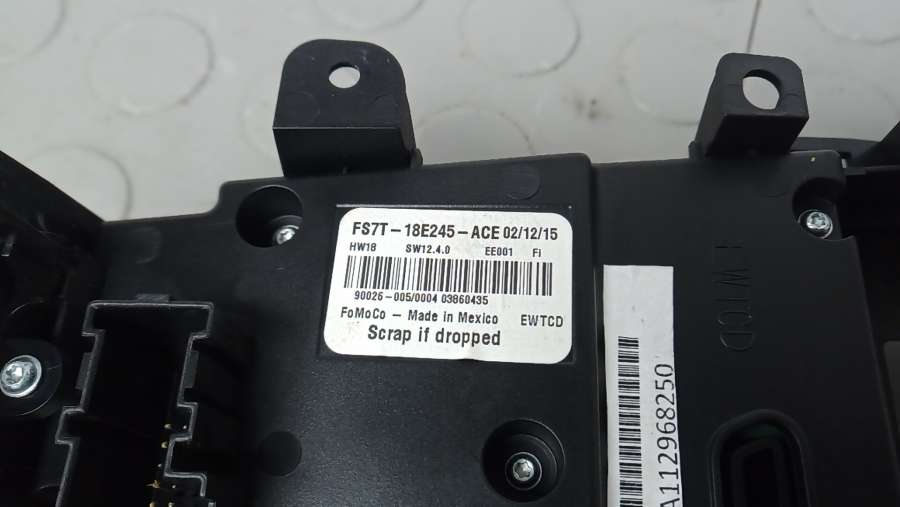 FS7T-18E245-ACE 02/12/15
HW18 SW12.4.0 EE001 FI
90026-005/0004 03860435
FoMoCo - Made in Mexico EWTCD
Scrap if dropped
EWTCD
A112968250